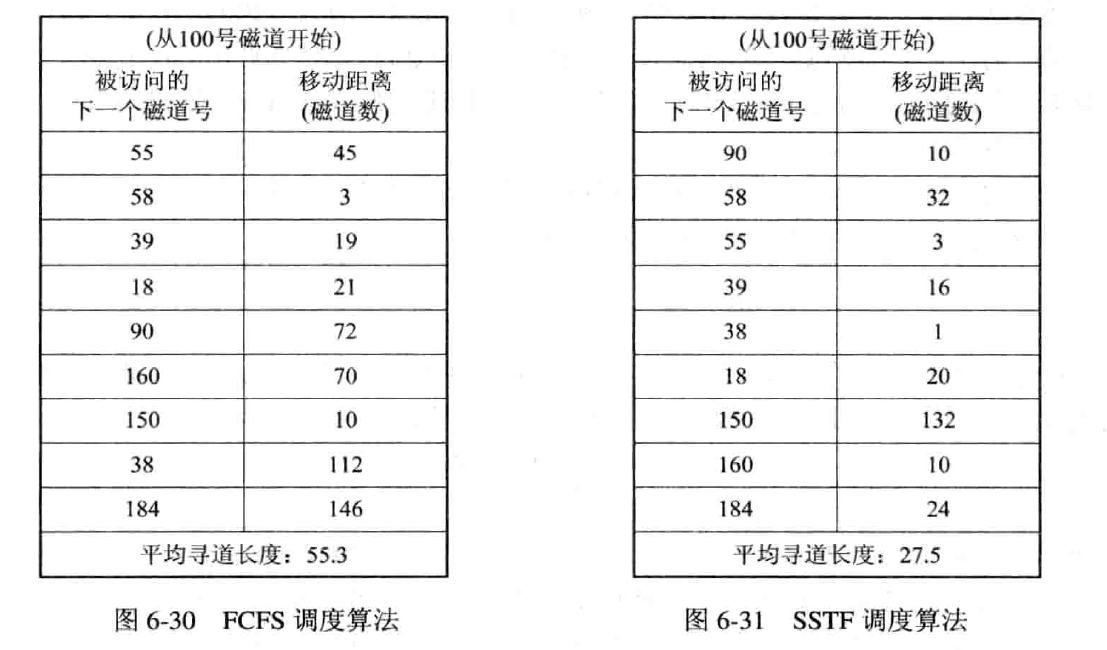 (从100号磁道开始)
被访问的
下一个磁道号
移动距离
(磁道数)
55 45
58 3
39 19
18 21
90 72
160 70
150 10
38 112
184 146
平均寻道长度：55.3
图 6-30 FCFS 调度算法
(从100号磁道开始)
被访问的
下一个磁道号
移动距离
(磁道数)
90 10
58 32
55 3
39 16
38 1
18 20
150 132
160 10
184 24
平均寻道长度：27.5
图 6-31 SSTF 调度算法